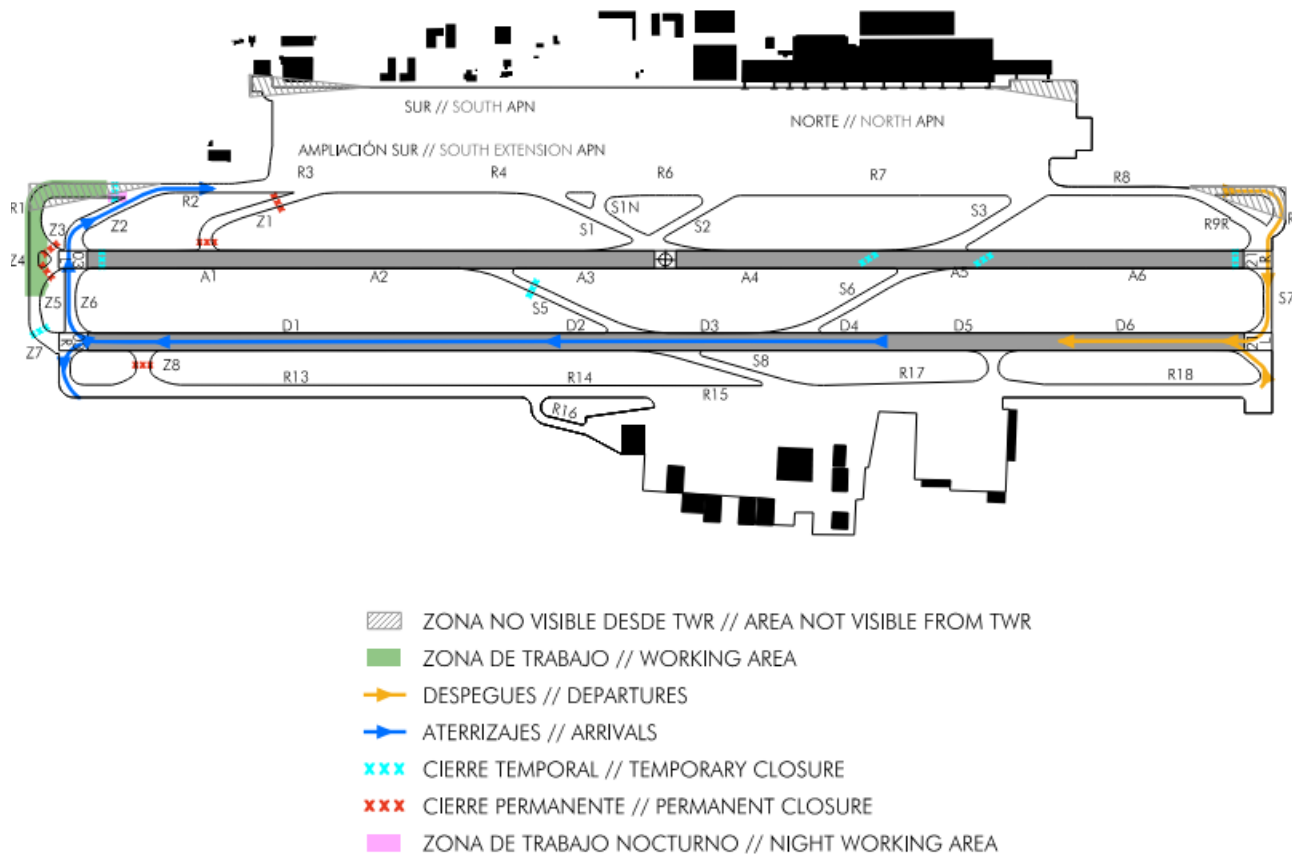 SUR // SOUTH APN
NORTE // NORTH APN
AMPLIACIÓN SUR // SOUTH EXTENSION APN
R3
R4
R6
R7
R8
R1
Z3
Z2
R2
Z1
S1N
S1
S2
S3
R9R
R
Z4
03
L
21
R
A1
A2
A3
A4
A5
A6
Z5
Z6
S5
S6
S7
Z7
D1
D2
D3
D4
D5
D6
R
21
L
Z8
S8
R13
R14
R15
R17
R18
R16
ZONA NO VISIBLE DESDE TWR // AREA NOT VISIBLE FROM TWR
ZONA DE TRABAJO // WORKING AREA
DESPEGUES // DEPARTURES
ATERRIZAJES // ARRIVALS
CIERRE TEMPORAL // TEMPORARY CLOSURE
CIERRE PERMANENTE // PERMANENT CLOSURE
ZONA DE TRABAJO NOCTURNO // NIGHT WORKING AREA